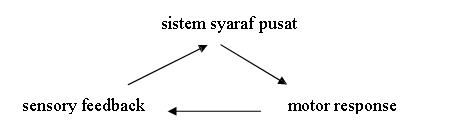 sistem syaraf pusat
sensory feedback
motor response